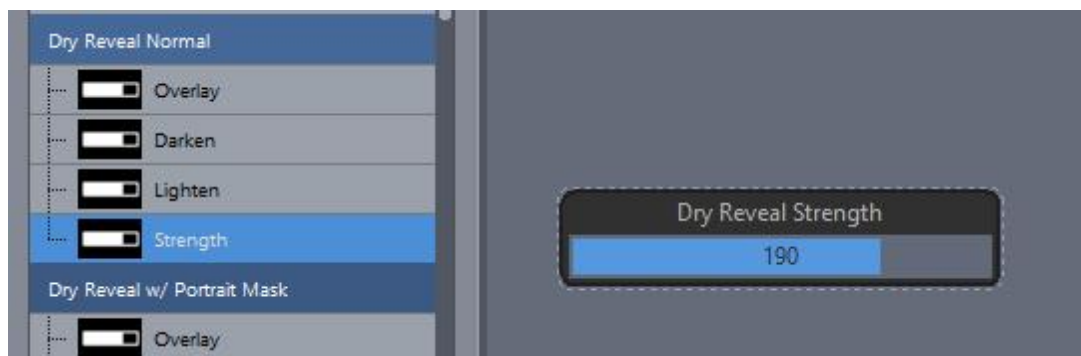 Dry Reveal Normal
Overlay
Darken
Lighten
Strength
Dry Reveal w/ Portrait Mask
Overlay
Dry Reveal Strength
190